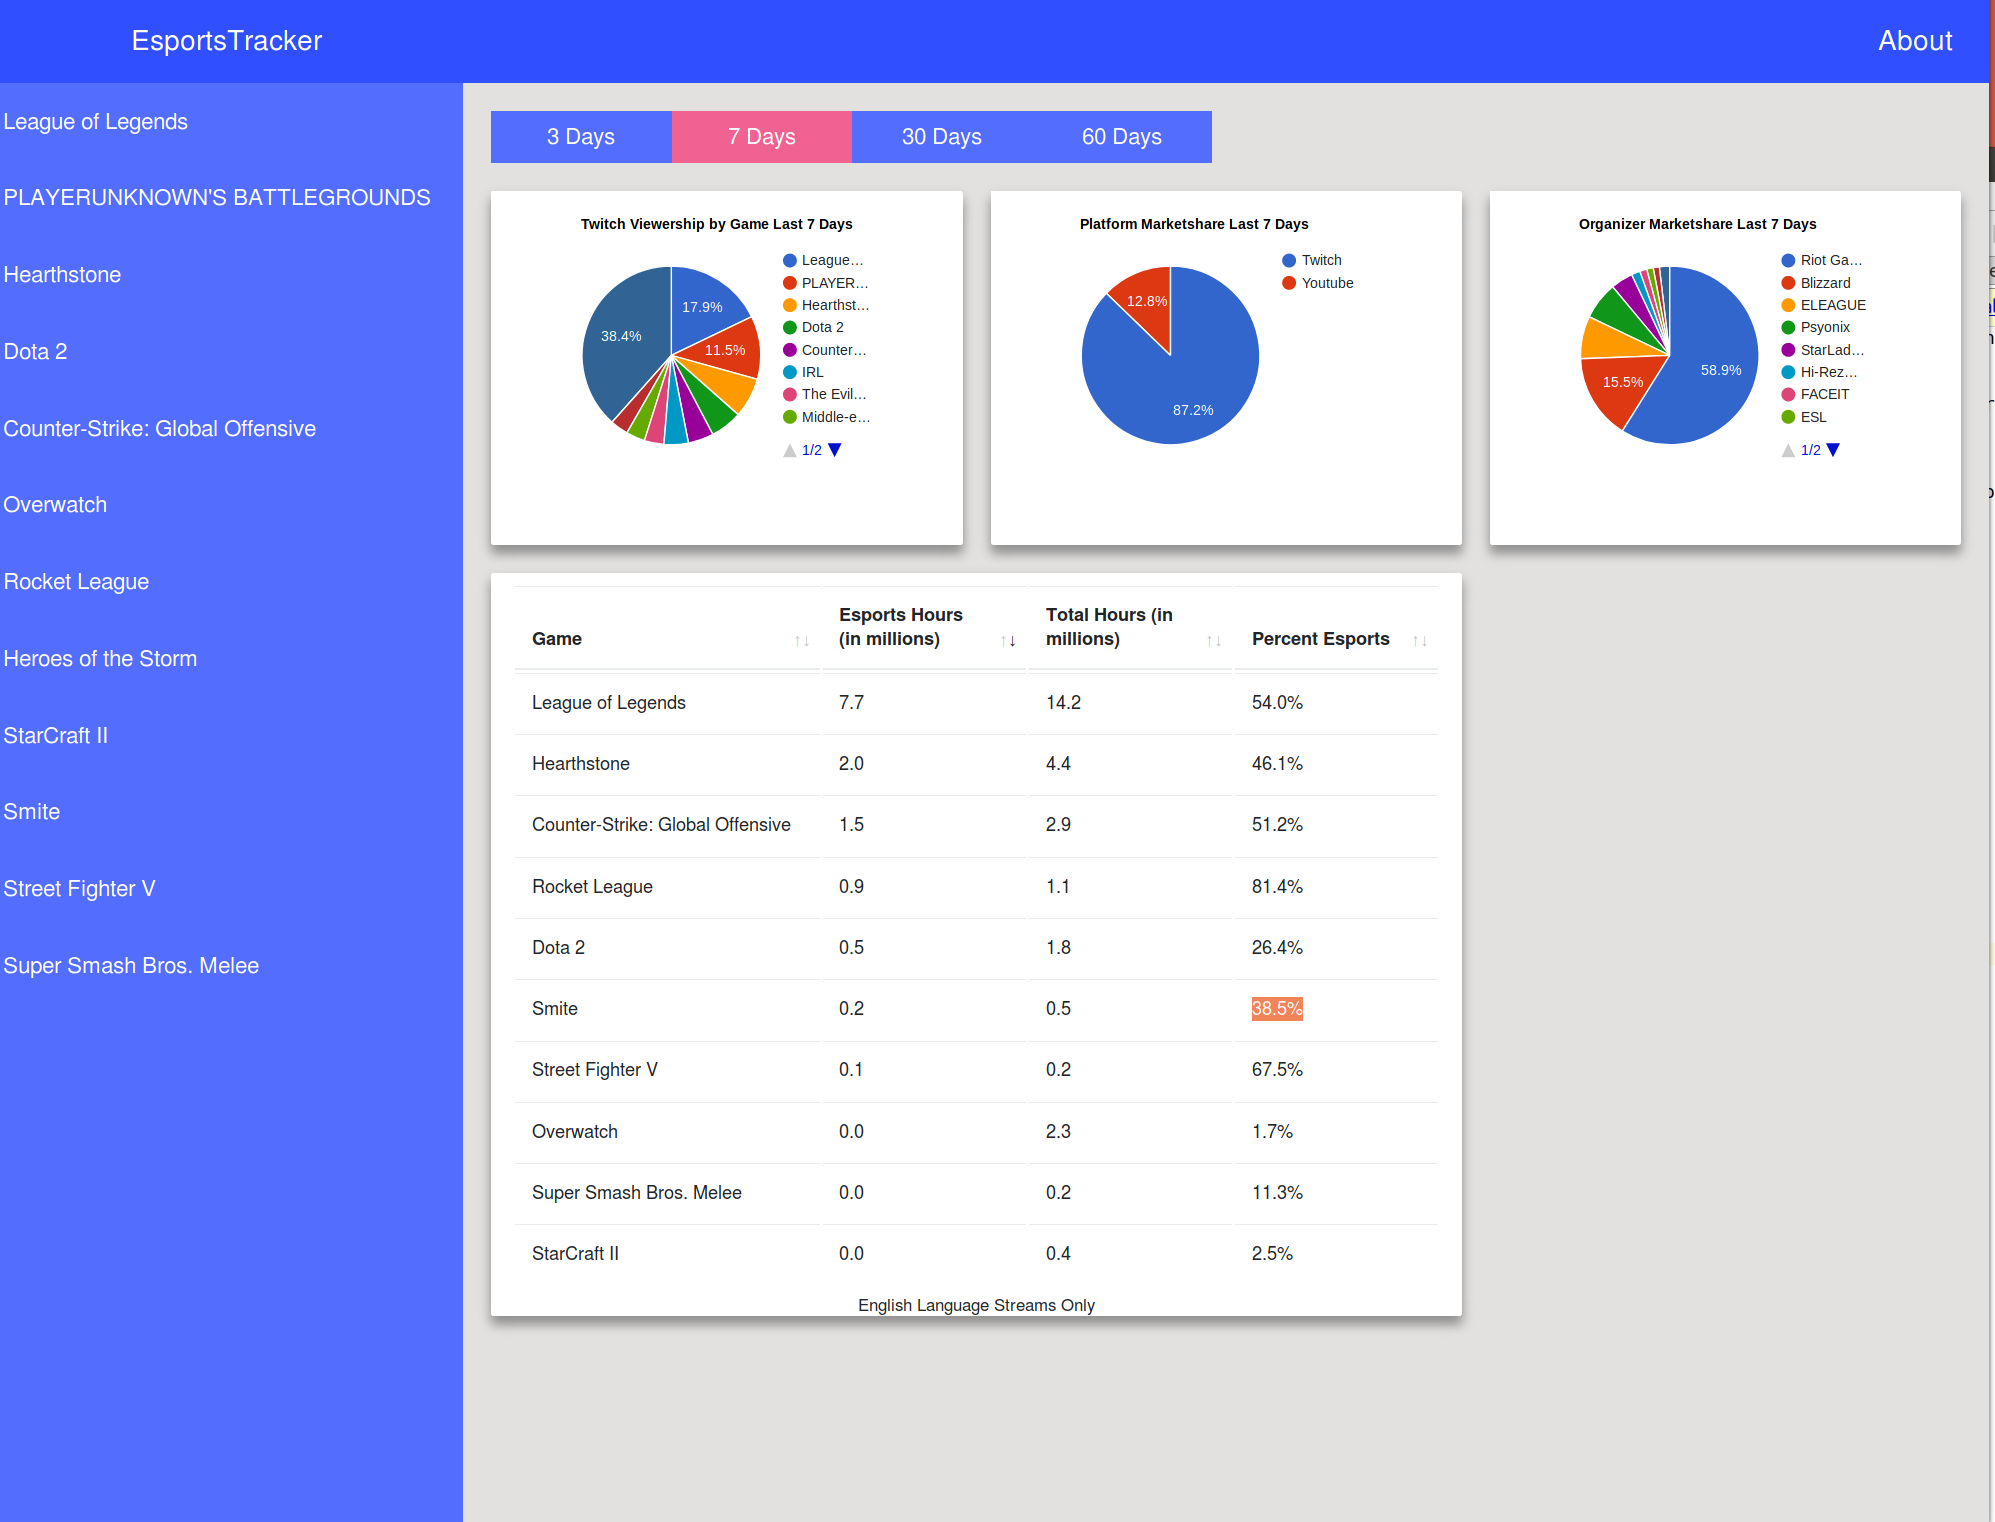 EsportsTracker
About
League of Legends
PLAYERUNKNOWN'S BATTLEGROUNDS
Hearthstone
Dota 2
Counter-Strike: Global Offensive
Overwatch
Rocket League
Heroes of the Storm
StarCraft II
Smite
Street Fighter V
Super Smash Bros. Melee
3 Days 7 Days 30 Days 60 Days
Twitch Viewership by Game Last 7 Days
17.9%
11.5%
38.4%
League...
PLAYER...
Hearthst...
Dota 2
Counter...
IRL
The Evil...
Middle-e...
1/2
Platform Marketshare Last 7 Days
12.8%
87.2%
Twitch
Youtube
Organizer Marketshare Last 7 Days
58.9%
15.5%
Riot Ga...
Blizzard
ELEAGUE
Psyonix
StarLad...
Hi-Rez...
FACEIT
ESL
1/2
Game ↑↓ Esports Hours (in millions) ↑↓ Total Hours (in millions) ↑↓ Percent Esports ↑↓
League of Legends 7.7 14.2 54.0%
Hearthstone 2.0 4.4 46.1%
Counter-Strike: Global Offensive 1.5 2.9 51.2%
Rocket League 0.9 1.1 81.4%
Dota 2 0.5 1.8 26.4%
Smite 0.2 0.5 38.5%
Street Fighter V 0.1 0.2 67.5%
Overwatch 0.0 2.3 1.7%
Super Smash Bros. Melee 0.0 0.2 11.3%
StarCraft II 0.0 0.4 2.5%
English Language Streams Only